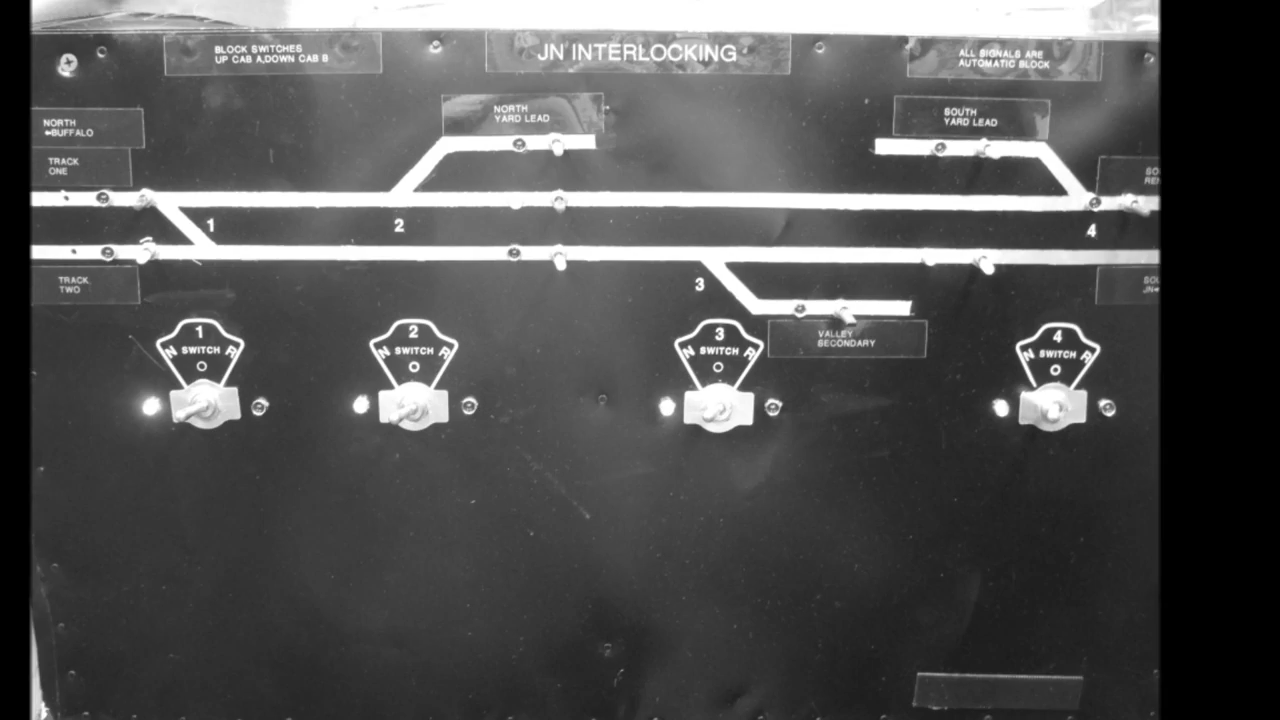 BLOCK SWITCHES
UP CAB A,DOWN CAB B
JN INTERLOCKING
ALL SIGNALS ARE
AUTOMATIC BLOCK
NORTH
←BUFFALO
NORTH
YARD LEAD
SOUTH
YARD LEAD
TRACK
ONE
1
2
4
TRACK
TWO
3
VALLEY
SECONDARY
1
N SWITCH R
2
N SWITCH R
3
N SWITCH R
4
N SWITCH R